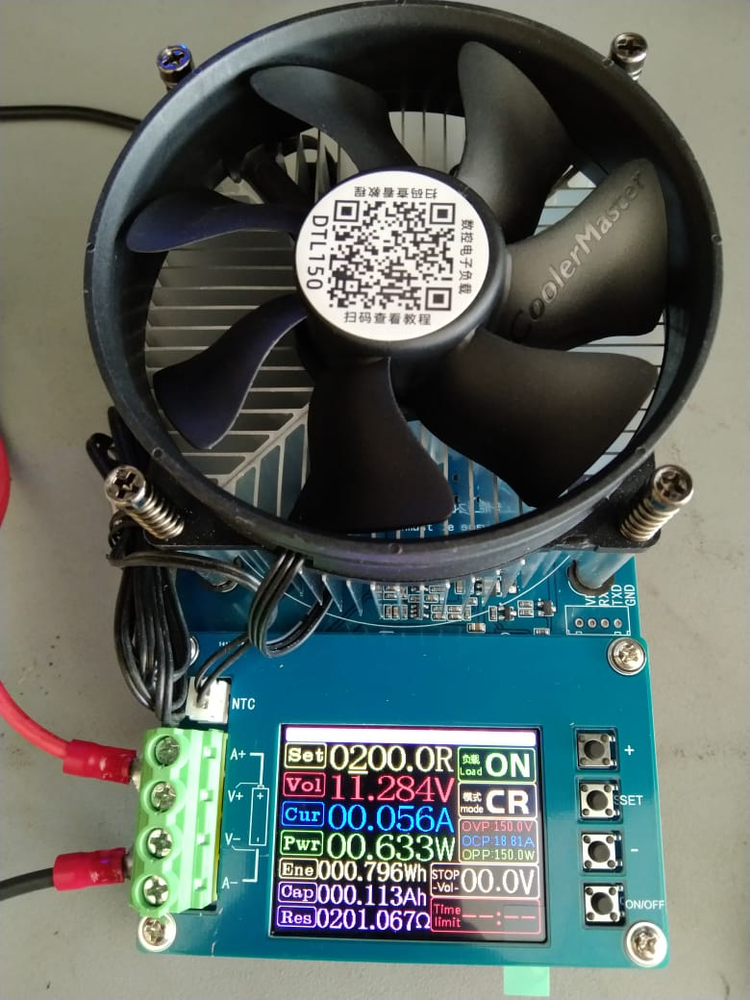 扫码查看教程
数控电子负载
DTL150
扫码查看教程
CoolerMaster
RX
TXD
GND
NTC
A+
V+
V-
A-
+
-
Set 0200.0R
Vol 11.284V
Cur 00.056A
Pwr 00.633W
Ene 000.796Wh
Cap 000.113Ah
Res 0201.067Ω
负载
Load ON
模式
mode CR
OVP:150.0V
OCP:18.81A
OPP:150.0W
STOP
-Vol- 00.0V
Time
limit --:--
+
SET
-
ON/OFF